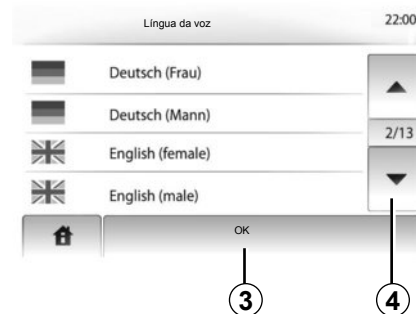 Língua da voz
22:00
Deutsch (Frau)
Deutsch (Mann)
2/13
English (female)
English (male)
OK
3
4